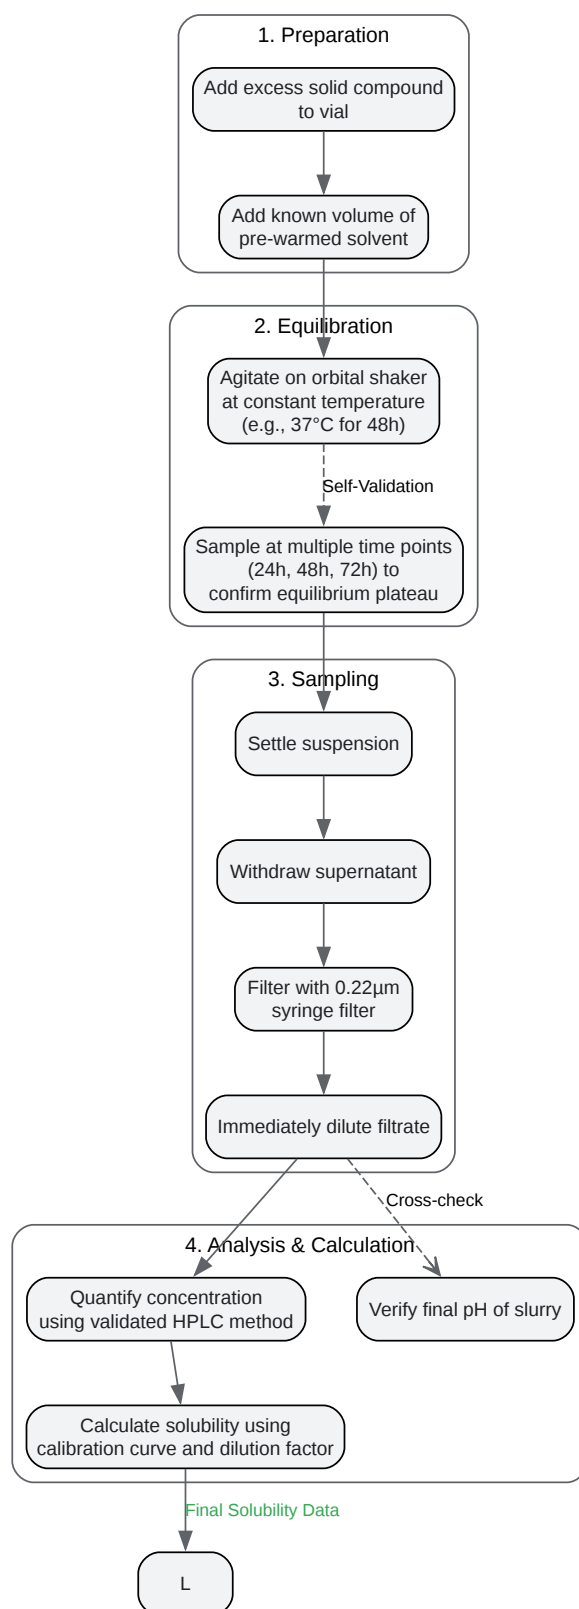 1. Preparation
Add excess solid compound
to vial
Add known volume of
pre-warmed solvent
2. Equilibration
Agitate on orbital shaker
at constant temperature
(e.g., 37°C for 48h)
Self-Validation
Sample at multiple time points
(24h, 48h, 72h) to
confirm equilibrium plateau
3. Sampling
Settle suspension
Withdraw supernatant
Filter with 0.22µm
syringe filter
Immediately dilute filtrate
Cross-check
4. Analysis & Calculation
Quantify concentration
using validated HPLC method
Verify final pH of slurry
Calculate solubility using
calibration curve and dilution factor
Final Solubility Data
L